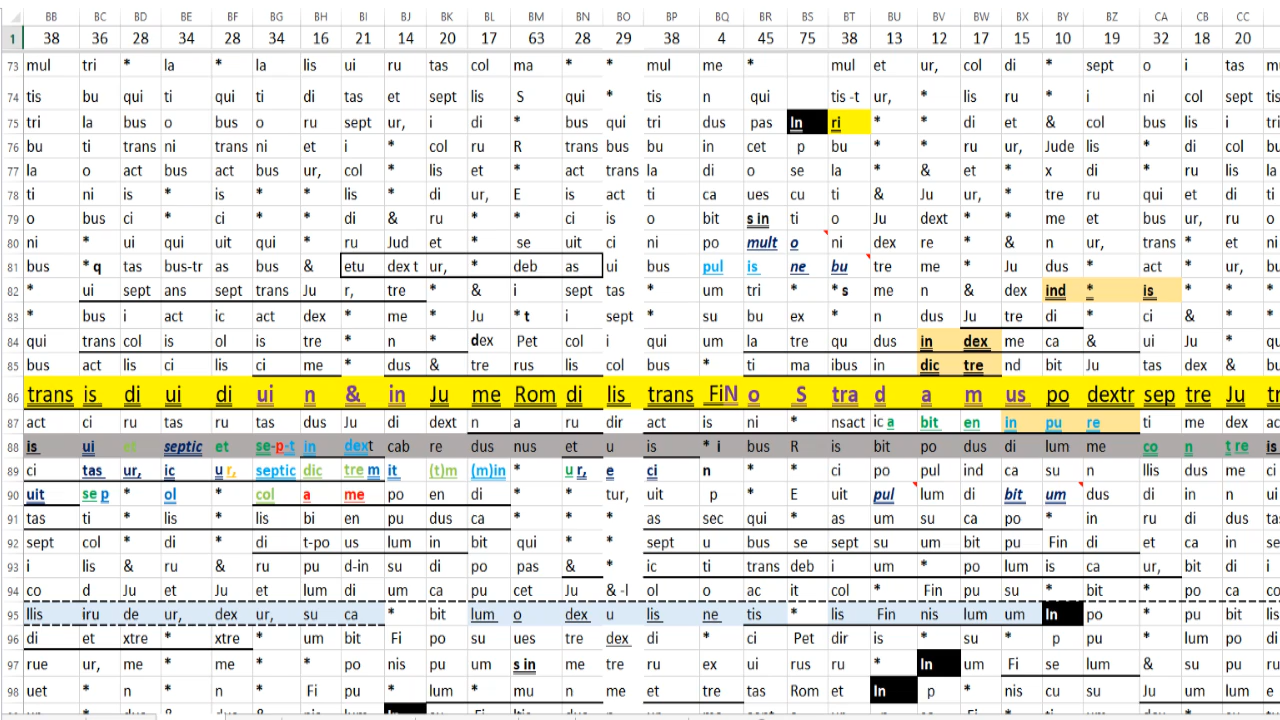 BB BC BD BE BF BG BH BI BJ BK BL BM BN BO BP BQ BR BS BT BU BV BW BX BY BZ CA CB CC
1 38 36 28 34 28 34 16 21 14 20 17 63 28 29 38 4 45 75 38 13 12 17 15 10 19 32 18 20
73 mul tri * la * la lis ui ru tas col ma * * mul me * mul et ur, col di * sept o i tas mu
74 tis bu qui ti qui ti di tas et sept lis S qui * tis n qui tis -t ur, * lis ru * i ni col sept tis
75 tri la bus o bus o ru sept ur, i di * bus qui tri dus pas In ri * * di et & col bus lis i tri
76 bu ti trans ni trans ni et i * col ru R trans bus bu in cet p bu * * ru ur, Jude lis * di col bu
77 la o act bus act bus ur, col * lis et * act trans la di o se la * & et * x di * ru lis la
78 ti ni is * is * * lis * di ur, E is act ti ca ues cu ti & Ju ur, * tre ru qui et di ti
79 o bus ci * ci * * di & ru * * ci is o bit s in ti o Ju dext * * me et bus ur, ru o
80 ni * ui qui uit qui * ru Jud et * se uit ci ni po mult o ni dex re * & n ur, trans * et ni
81 bus * q tas bus-tr as bus & etu dex t ur, * deb as ui bus pul is ne bu tre me * Ju dus * act * ur, bu
82 * ui sept ans sept trans Ju r, tre * & i sept tas * um tri * * s me n & dex ind * is * * *
83 * bus i act ic act dex * me * Ju * t i sept * su bu ex * n dus Ju tre di * ci & * *
84 qui trans col is ol is tre * n * dex Pet col i qui um la tre qu dus in dex me ca & ui Ju * qu
85 bus act lis ci lis ci me * dus & tre rus lis col bus * ti ma ibus in dic tre nd bit Ju tas dex & bu
86 trans is di ui di ui n & in Ju me Rom di lis trans FiN o S tra d a m us po dextr sep tre Ju tr
87 act ci ru tas ru tas dus Ju di dext n a ru dir act is ni * nsact ic a bit en in pu re ti me dex ac
88 is ui et septic et se-p-t in dext cab re dus nus et u is * i bus R is bit po dus di lum me co n t re is
89 ci tas ur, ic u r, septic dic tre m it (t)m (m)in * u r, e ci n * * ci po pul ind ca su n llis dus me ci
90 uit se p * ol * col a me po en di * * tur, uit p * E uit pul lum di bit um dus di in n ui
91 tas ti * lis * lis bi en pu dus ca * * * as sec qui * as um su ca po * in ru di dus ta
92 sept col * di * di t-po us lum in bit qui * * sept u bus se sept su um bit pu Fin di et ca in se
93 i lis & ru & ru pu d-in su di po pas & * ic ti trans deb i um * po lum is ca ur, bit di i
94 co d Ju et Ju et lum di um ca pu cet Ju & -l o o ac it col * Fin pu su * bit * po ca co
95 llis iru de ur, dex ur, su ca * bit lum o dex u lis ne tis * lis Fin nis lum um In po * pu bit lis
96 di et xtre * xtre * um bit Fi po su ues tre dex di * ci Pet dir is * su * p pu * lum po di
97 rue ur, me * me * * po nis pu um s in me tre ru ex ui rus ru * In um Fi se lum & su pu ru
98 uet * n * n * Fi pu * lum * mu n me et tre tas Rom et In p * nis cu su Ju um lum e